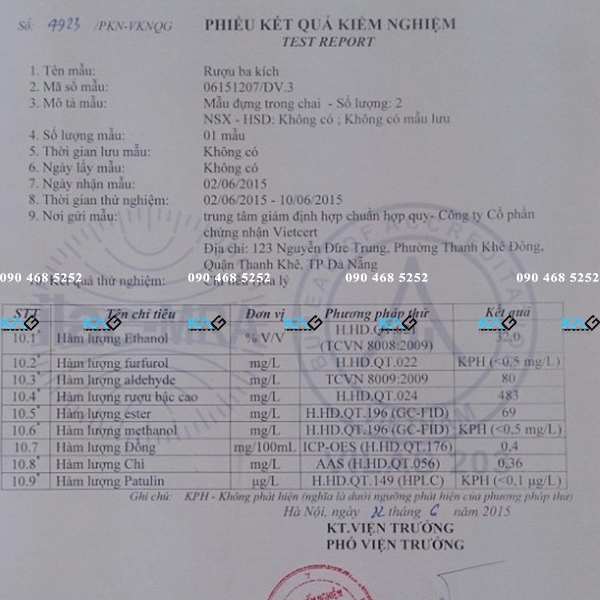 Số: 4923 /PKN-VKNQG
PHIẾU KẾT QUẢ KIỂM NGHIỆM
TEST REPORT
1. Tên mẫu: Rượu ba kích
2. Mã số mẫu: 06151207/DV.3
3. Mô tả mẫu: Mẫu đựng trong chai - Số lượng: 2
NSX - HSD: Không có ; Không có mẫu lưu
4. Số lượng mẫu: 01 mẫu
5. Thời gian lưu mẫu: Không có
6. Ngày lấy mẫu: Không có
7. Ngày nhận mẫu: 02/06/2015
8. Thời gian thử nghiệm: 02/06/2015 - 10/06/2015
9. Nơi gửi mẫu: trung tâm giám định hợp chuẩn hợp quy- Công ty Cổ phần
chứng nhận Vietcert
Địa chỉ: 123 Nguyễn Đức Trung, Phường Thanh Khê Đông,
Quận Thanh Khê, TP Đà Nẵng
Kết quả thử nghiệm: lý
090 468 5252 090 468 5252 090 468 5252
STT Tên chỉ tiêu Đơn vị Phương pháp thử Kết quả
KAG KAG KAG KAG KAG
10.1* Hàm lượng Ethanol % V/V H.HD.QT. (TCVN 8008:2009) 32,0
10.2* Hàm lượng furfurol mg/L H.HD.QT.022 KPH (<0,5 mg/L)
10.3* Hàm lượng aldehyde mg/L TCVN 8009:2009 80
10.4* Hàm lượng rượu bậc cao mg/L H.HD.QT.024 483
10.5* Hàm lượng ester mg/L H.HD.QT.196 (GC-FID) 69
10.6* Hàm lượng methanol mg/L H.HD.QT.196 (GC-FID) KPH (<0,5 mg/L)
10.7 Hàm lượng Đồng mg/100mL ICP-OES (H.HD.QT.176) 0,4
10.8* Hàm lượng Chì mg/L AAS (H.HD.QT.056) 0,36
10.9* Hàm lượng Patulin µg/L H.HD.QT.149 (HPLC) KPH (<0,1 µg/L)
Ghi chú: KPH - Không phát hiện (nghĩa là dưới ngưỡng phát hiện của phương pháp thử)
Hà Nội, ngày 22 tháng 6 năm 2015
KT.VIỆN TRƯỞNG
PHÓ VIỆN TRƯỞNG